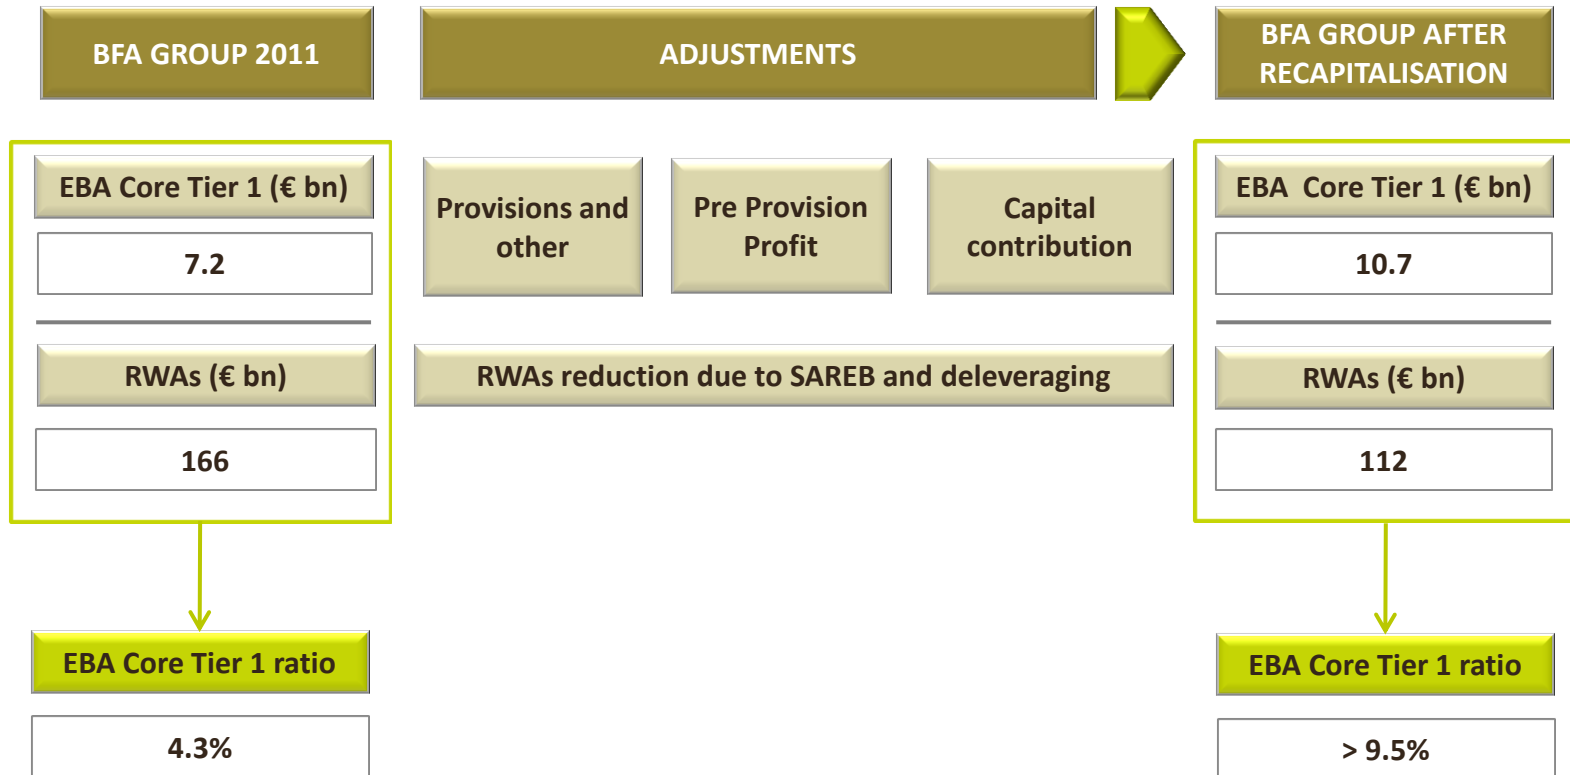 BFA GROUP 2011
ADJUSTMENTS
BFA GROUP AFTER
RECAPITALISATION
EBA Core Tier 1 (€ bn)
7.2
RWAs (€ bn)
166
EBA Core Tier 1 ratio
4.3%
Provisions and
other
Pre Provision
Profit
Capital
contribution
RWAs reduction due to SAREB and deleveraging
EBA Core Tier 1 (€ bn)
10.7
RWAs (€ bn)
112
EBA Core Tier 1 ratio
> 9.5%